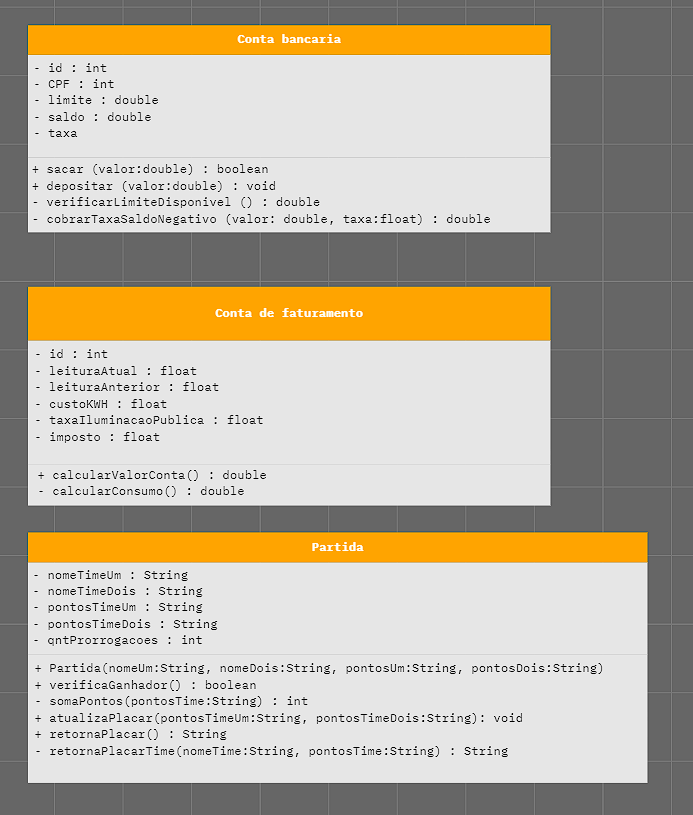 Conta bancaria
- id : int
- CPF : int
- limite : double
- saldo : double
- taxa
+ sacar (valor:double) : boolean
+ depositar (valor:double) : void
- verificarLimiteDisponivel () : double
- cobrarTaxaSaldoNegativo (valor: double, taxa:float) : double
Conta de faturamento
- id : int
- leituraAtual : float
- leituraAnterior : float
- custoKWH : float
- taxaIluminacaoPublica : float
- imposto : float
+ calcularValorConta() : double
- calcularConsumo() : double
Partida
- nomeTimeUm : String
- nomeTimeDois : String
- pontosTimeUm : String
- pontosTimeDois : String
- qntProrrogacoes : int
+ Partida(nomeUm:String, nomeDois:String, pontosUm:String, pontosDois:String)
+ verificaGanhador() : boolean
- somaPontos(pontosTime:String) : int
+ atualizaPlacar(pontosTimeUm:String, pontosTimeDois:String): void
+ retornaPlacar() : String
- retornaPlacarTime(nomeTime:String, pontosTime:String) : String